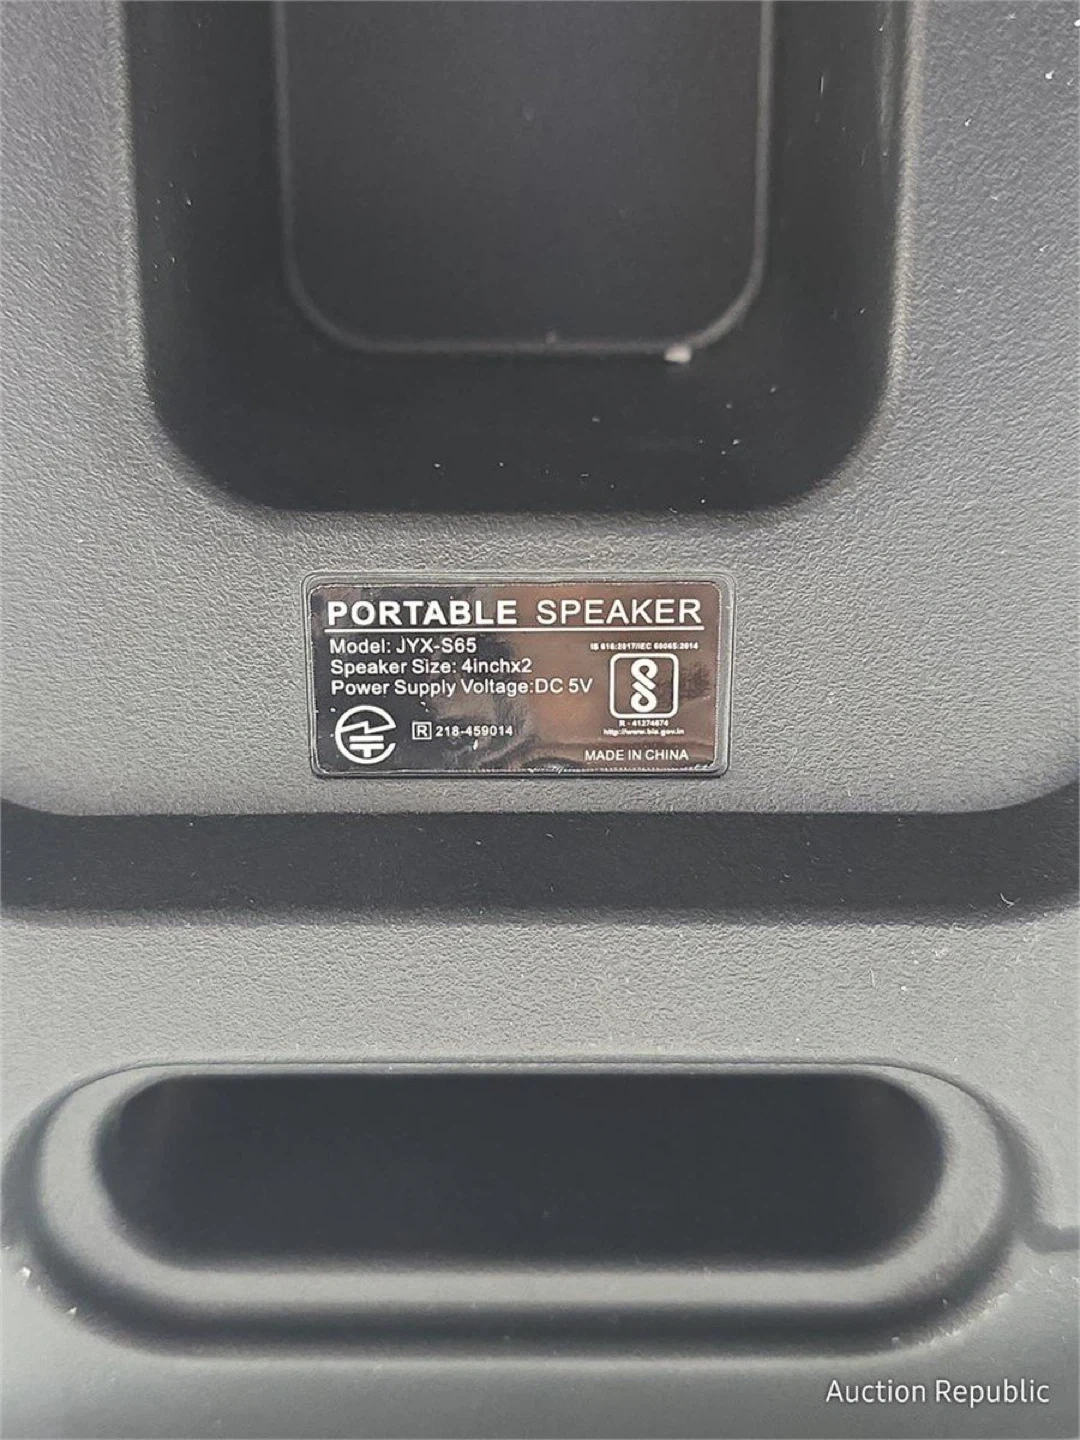 PORTABLE SPEAKER
Model: JYX-S65
IS 616:2017/IEC 60065:2014
Speaker Size: 4inchx2
Power Supply Voltage:DC 5V
R 218-459014
R - 41274674
http://www.bis.gov.in
MADE IN CHINA
Auction Republic